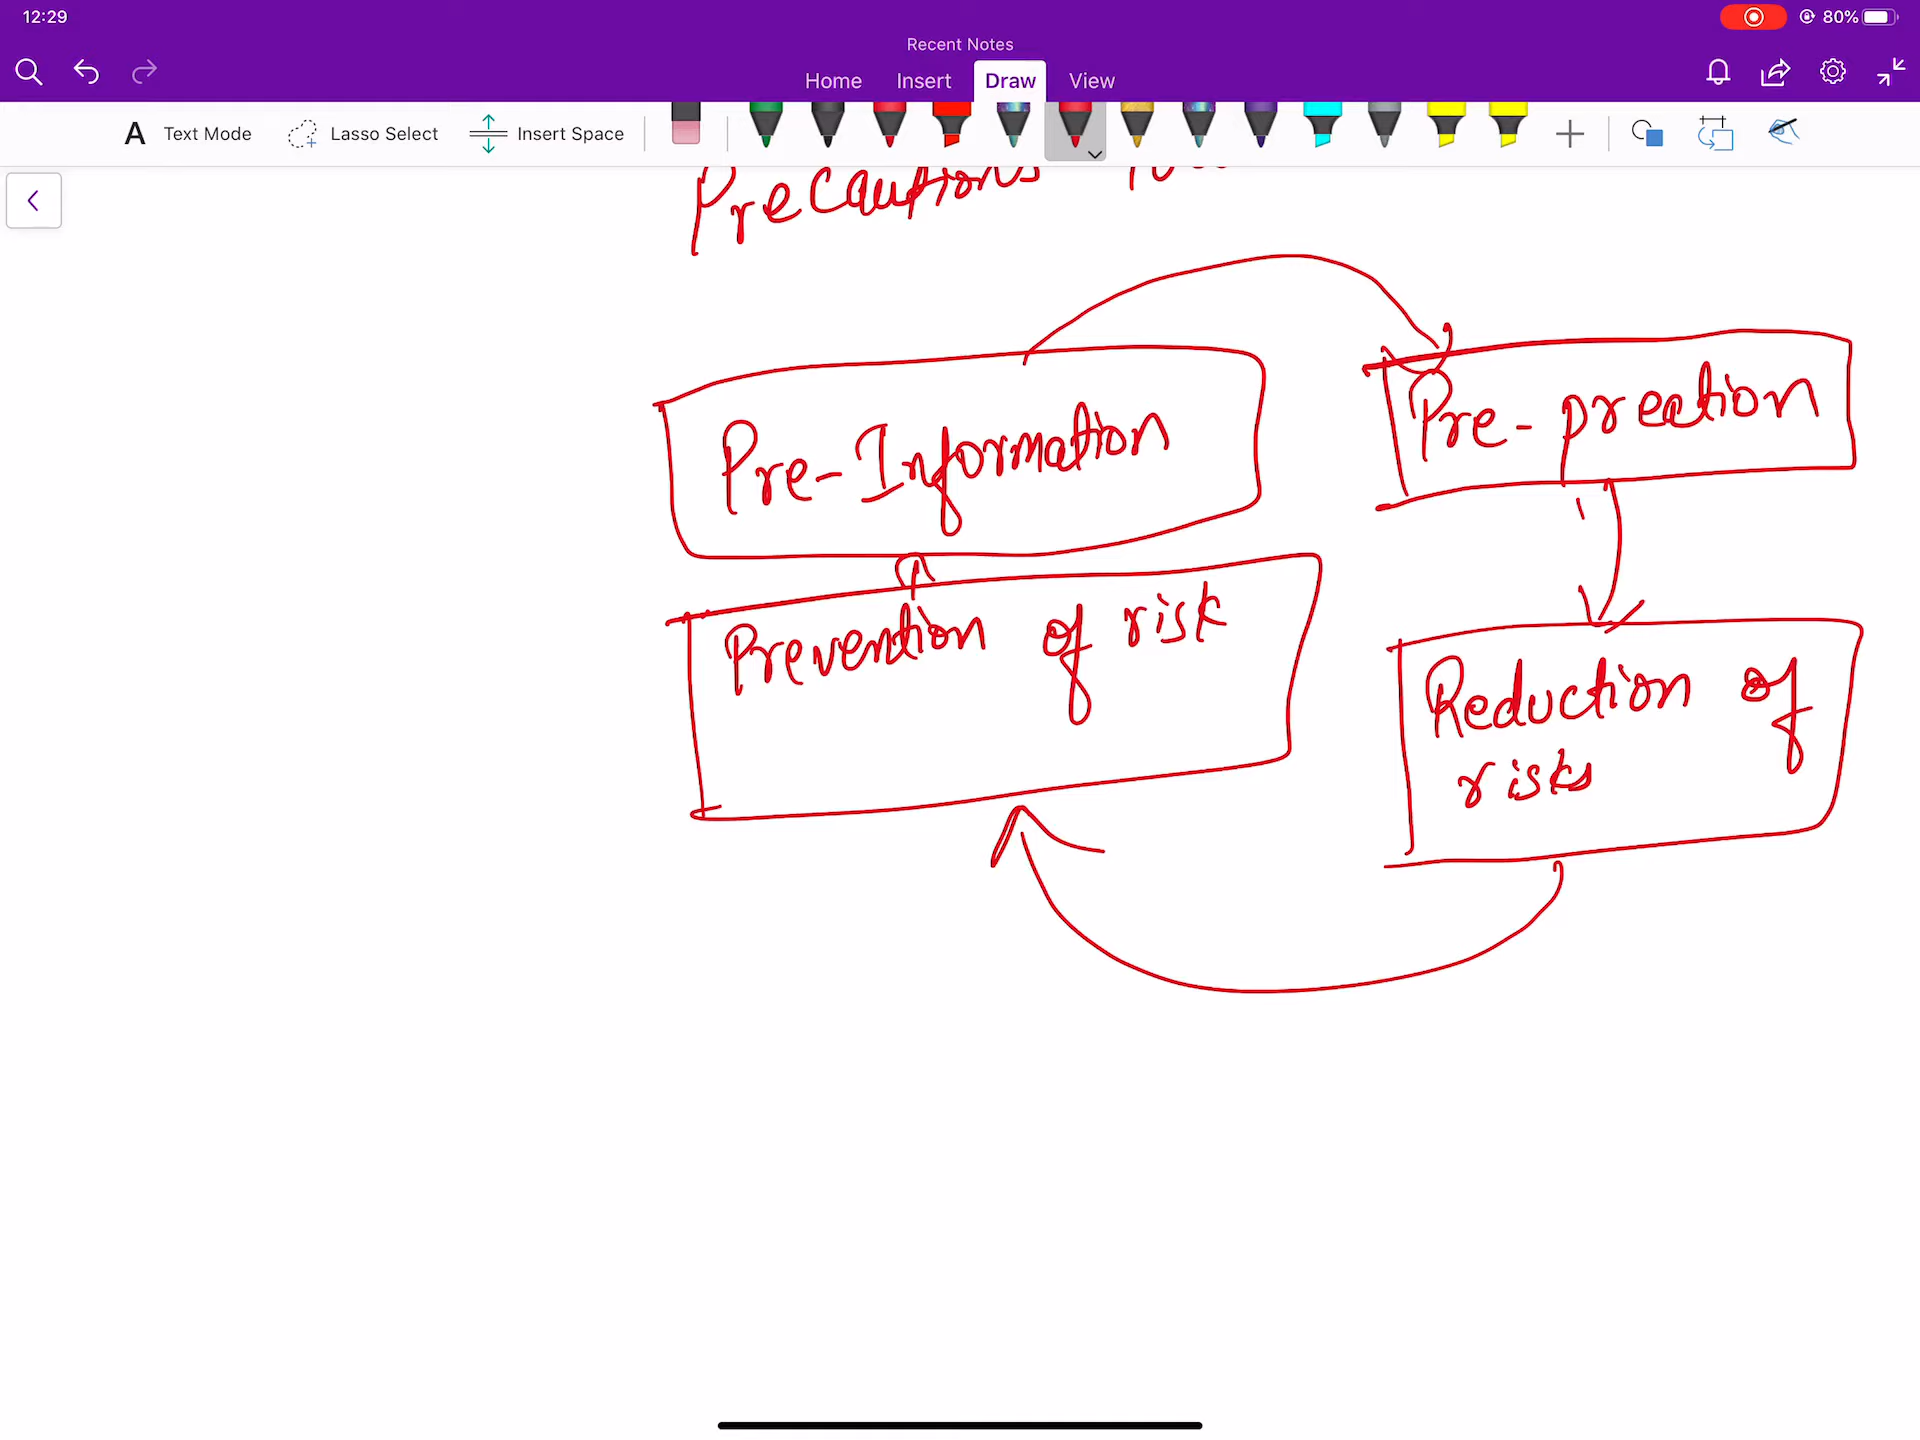 12:29
80%
Recent Notes
Home Insert Draw View
A Text Mode Lasso Select Insert Space
Precautions
Pre-Information
Pre-preation
Prevention of risk
Reduction of
risks